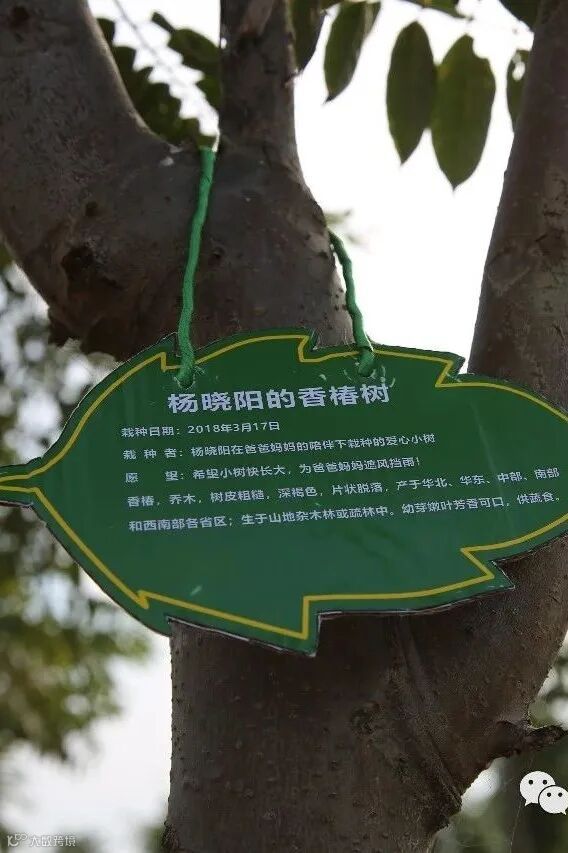 杨晓阳的香椿树
栽种日期：2018年3月17日
栽 种 者：杨晓阳在爸爸妈妈的陪伴下栽种的爱心小树
愿 望：希里小树快长大，为爸爸妈妈遮风挡雨！
香椿，乔木，树皮粗糙，深褐色，片状脱落，产于华北、华东、中部、南部
和西南部各省区；生于山地杂木林或疏林中。幼芽嫩叶芳香可口，供蔬食。
10100 大数跨境